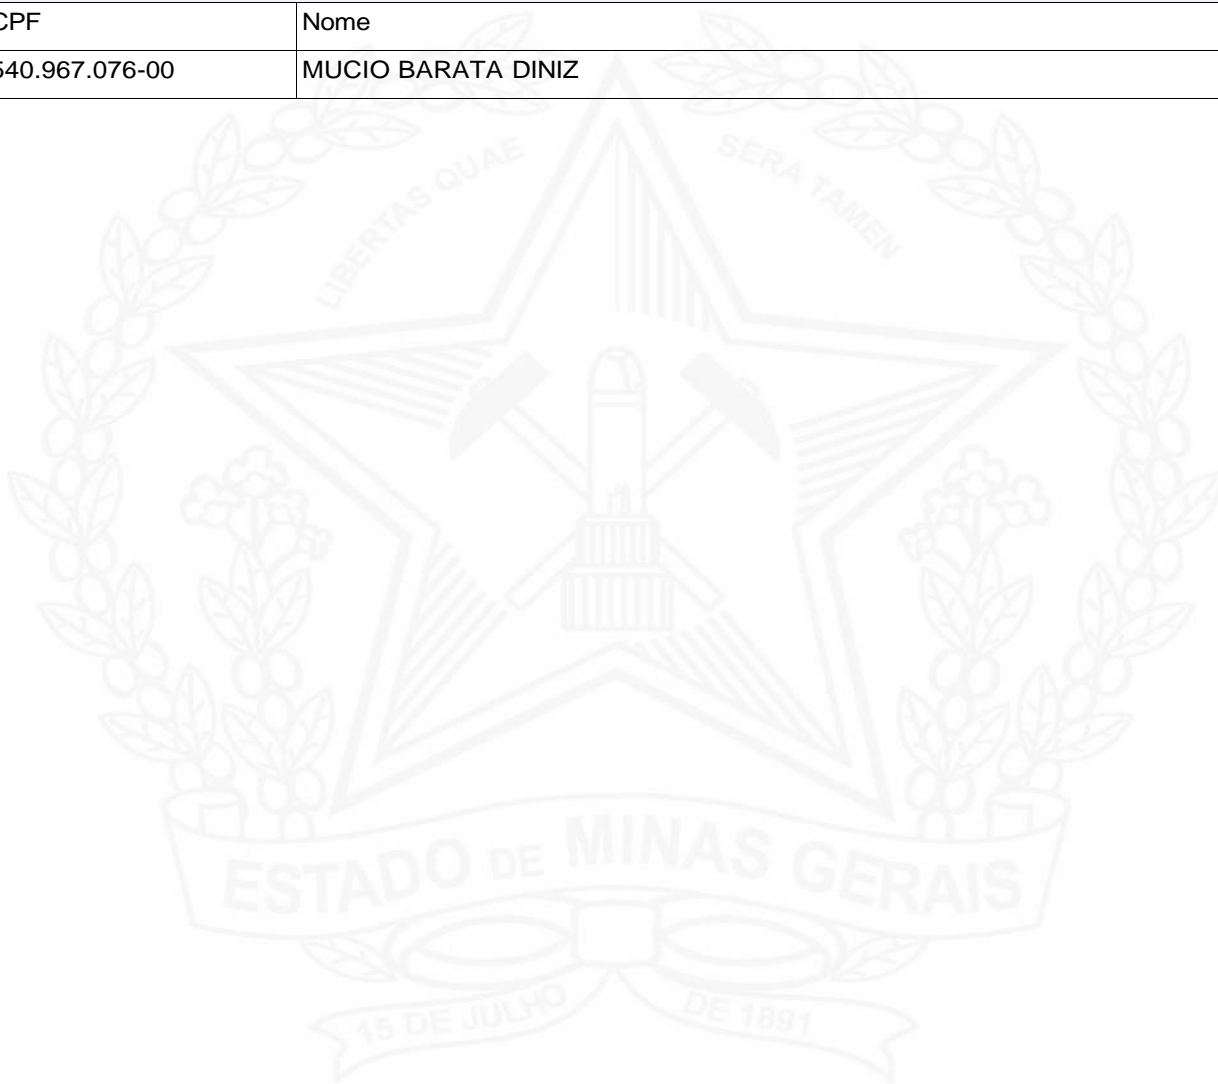 CPF Nome
540.967.076-00 MUCIO BARATA DINIZ
LIBERTAS QUAE SERA TAMEN
ESTADO DE MINAS GERAIS
15 DE JULHO DE 1891